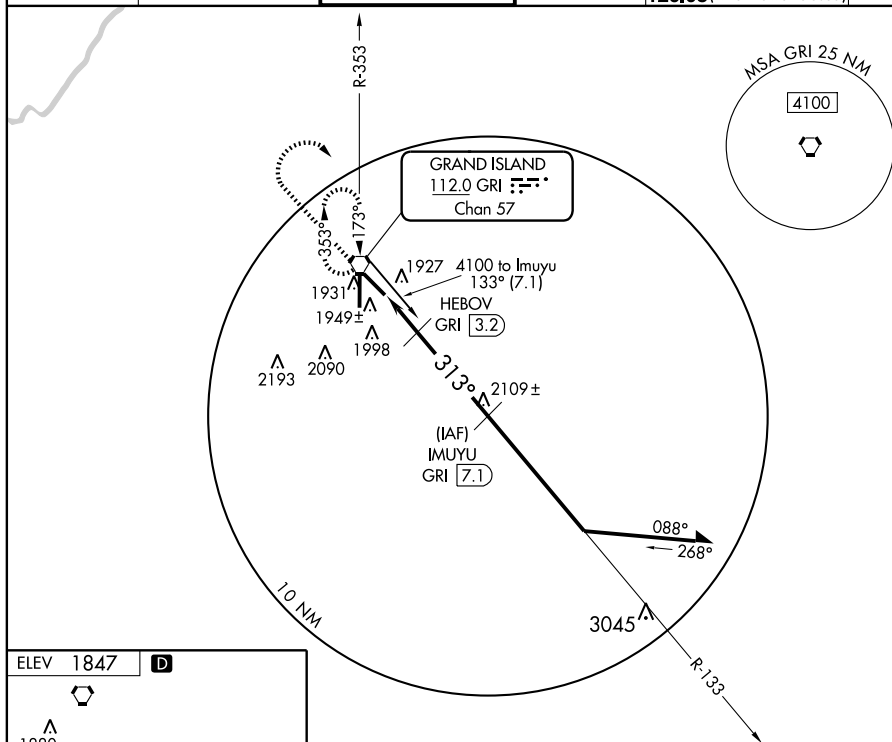 R-353
MSA GRI 25 NM
4100
GRAND ISLAND
112.0 GRI
Chan 57
353°
173°
1927
4100 to Imuyu
133° (7.1)
1931
HEBOV
GRI 3.2
1949±
1998
2090
2193
313°
2109±
(IAF)
IMUYU
GRI 7.1
088°
268°
10 NM
3045
R-133
ELEV 1847 D